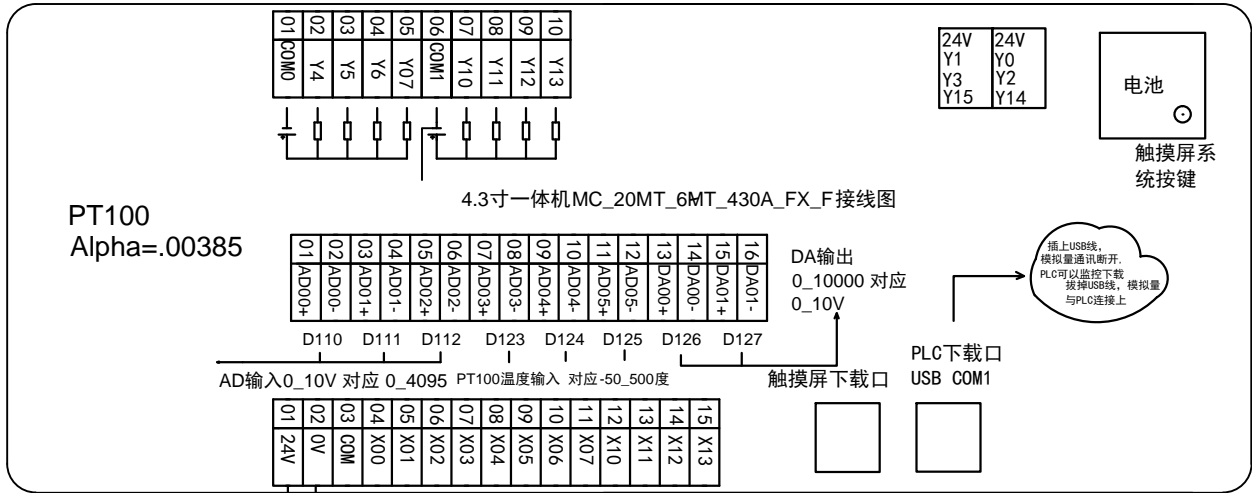 01 02 03 04 05 06 07 08 09 10
COM0 Y4 Y5 Y6 Y07 COM1 Y10 Y11 Y12 Y13
24V 24V
Y1 Y0
Y3 Y2
Y15 Y14
电池
触摸屏系
统按键
4.3寸一体机MC_20MT_6MT_430A_FX_F接线图
PT100
Alpha=.00385
01 02 03 04 05 06 07 08 09 10 11 12 13 14 15 16
AD00+ AD00- AD01+ AD01- AD02+ AD02- AD03+ AD03- AD04+ AD04- AD05+ AD05- DA00+ DA00- DA01+ DA01-
DA输出
0_10000 对应
0_10V
插上USB线,
模拟量通讯断开.
PLC可以监控下载
拔掉USB线, 模拟量
与PLC连接上
D110 D111 D112 D123 D124 D125 D126 D127
AD输入0_10V 对应 0_4095 PT100温度输入 对应-50_500度
触摸屏下载口
PLC下载口
USB COM1
01 02 03 04 05 06 07 08 09 10 11 12 13 14 15
24V 0V COM X00 X01 X02 X03 X04 X05 X06 X07 X10 X11 X12 X13